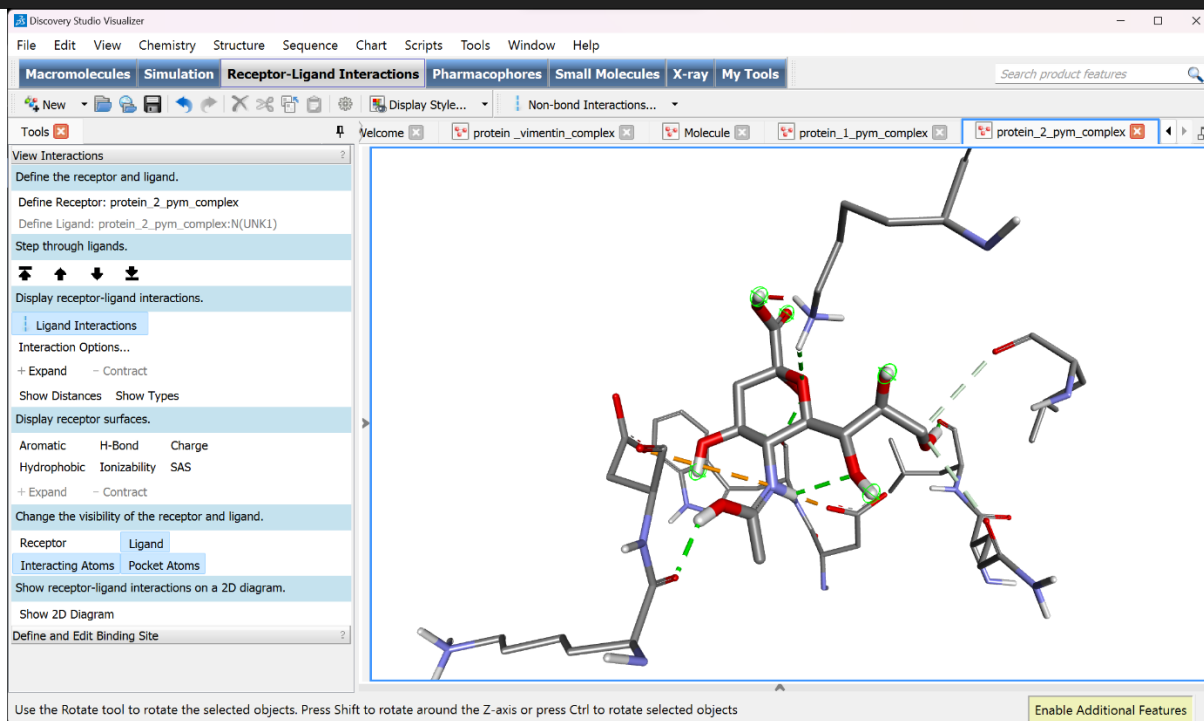 Discovery Studio Visualizer
File Edit View Chemistry Structure Sequence Chart Scripts Tools Window Help
Macromolecules Simulation Receptor-Ligand Interactions Pharmacophores Small Molecules X-ray My Tools
Search product features
New Display Style... Non-bond Interactions...
Tools
Welcome protein _vimentin_complex Molecule protein_1_pym_complex protein_2_pym_complex
View Interactions ?
Define the receptor and ligand.
Define Receptor: protein_2_pym_complex
Define Ligand: protein_2_pym_complex:N(UNK1)
Step through ligands.
Display receptor-ligand interactions.
Ligand Interactions
Interaction Options...
+ Expand − Contract
Show Distances Show Types
Display receptor surfaces.
Aromatic H-Bond Charge
Hydrophobic Ionizability SAS
+ Expand − Contract
Change the visibility of the receptor and ligand.
Receptor Ligand
Interacting Atoms Pocket Atoms
Show receptor-ligand interactions on a 2D diagram.
Show 2D Diagram
Define and Edit Binding Site ?
Use the Rotate tool to rotate the selected objects. Press Shift to rotate around the Z-axis or press Ctrl to rotate selected objects
Enable Additional Features